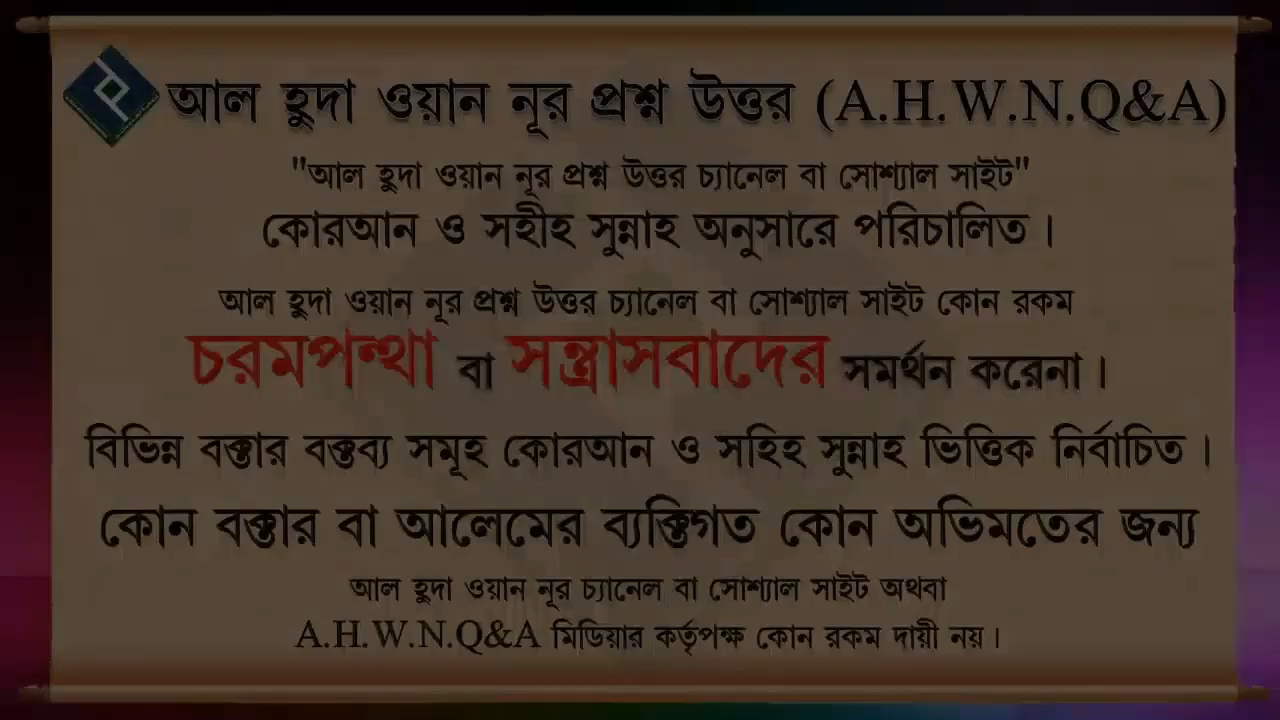 আল হুদা ওয়ান নূর প্রশ্ন উত্তর (A.H.W.N.Q&A)
"আল হুদা ওয়ান নূর প্রশ্ন উত্তর চ্যানেল বা সোশ্যাল সাইট"
কোরআন ও সহীহ সুন্নাহ অনুসারে পরিচালিত।
আল হুদা ওয়ান নূর প্রশ্ন উত্তর চ্যানেল বা সোশ্যাল সাইট কোন রকম
চরমপন্থা বা সন্ত্রাসবাদের সমর্থন করেনা।
বিভিন্ন বক্তার বক্তব্য সমূহ কোরআন ও সহিহ সুন্নাহ ভিত্তিক নির্বাচিত।
কোন বক্তার বা আলেমের ব্যক্তিগত কোন অভিমতের জন্য
আল হুদা ওয়ান নূর চ্যানেল বা সোশ্যাল সাইট অথবা
A.H.W.N.Q&A মিডিয়ার কর্তৃপক্ষ কোন রকম দায়ী নয়।